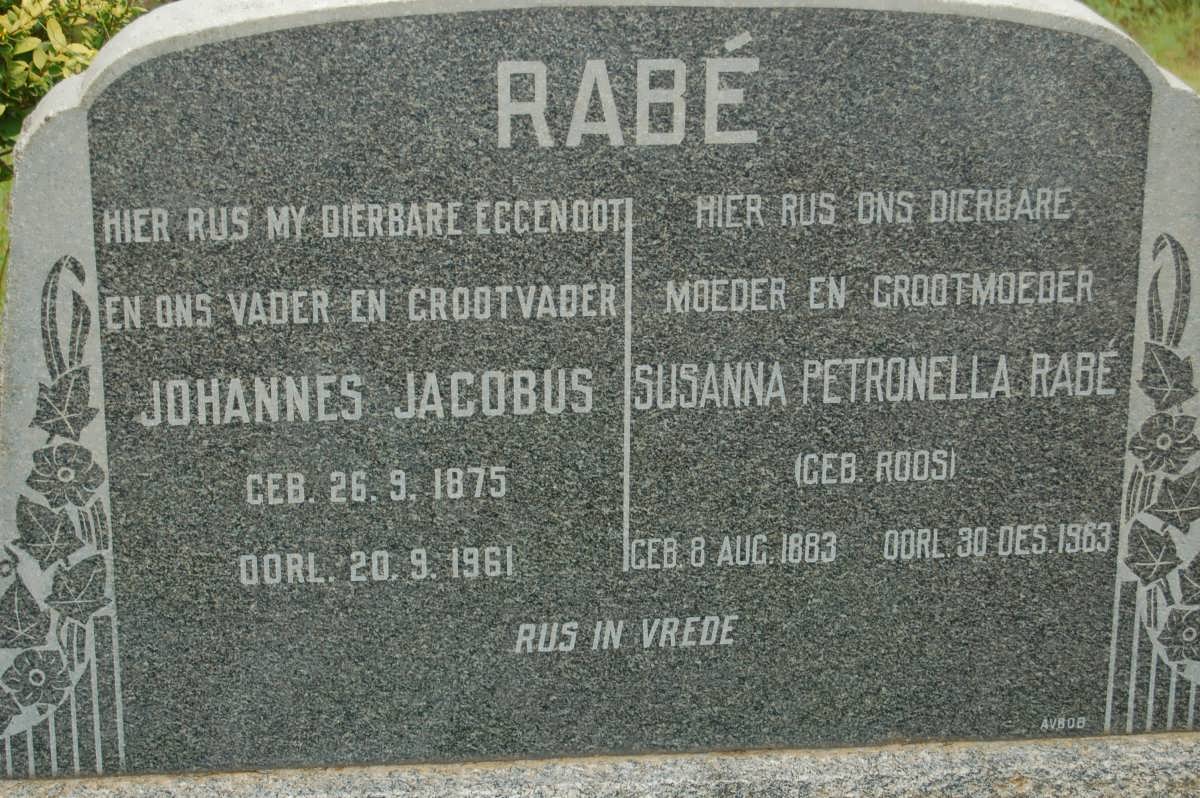 RABÉ
HIER RUS MY DIERBARE EGGENOOT
EN ONS VADER EN GROOTVADER
JOHANNES JACOBUS
GEB. 26. 9. 1875
OORL. 20. 9. 1961
HIER RUS ONS DIERBARE
MOEDER EN GROOTMOEDER
SUSANNA PETRONELLA RABÉ
(GEB. ROOS)
GEB. 8 AUG. 1883 OORL. 30 DES. 1963
RUS IN VREDE
AVBOB